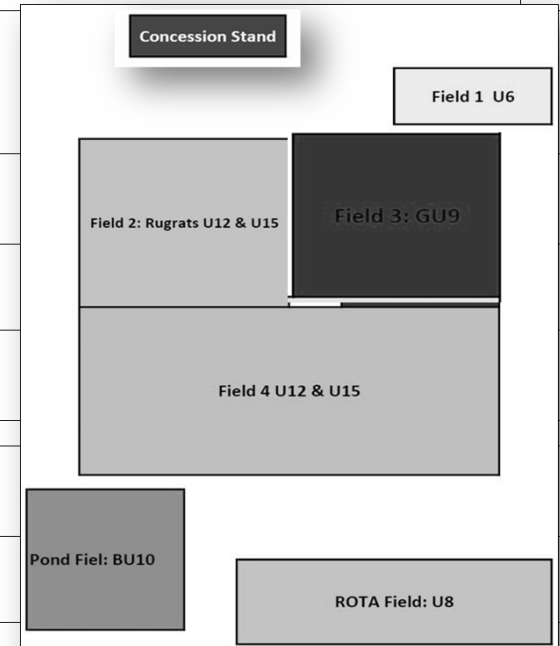 Concession Stand
Field 1 U6
Field 2: Rugrats U12 & U15
Field 3: GU9
Field 4 U12 & U15
Pond Fiel: BU10
ROTA Field: U8